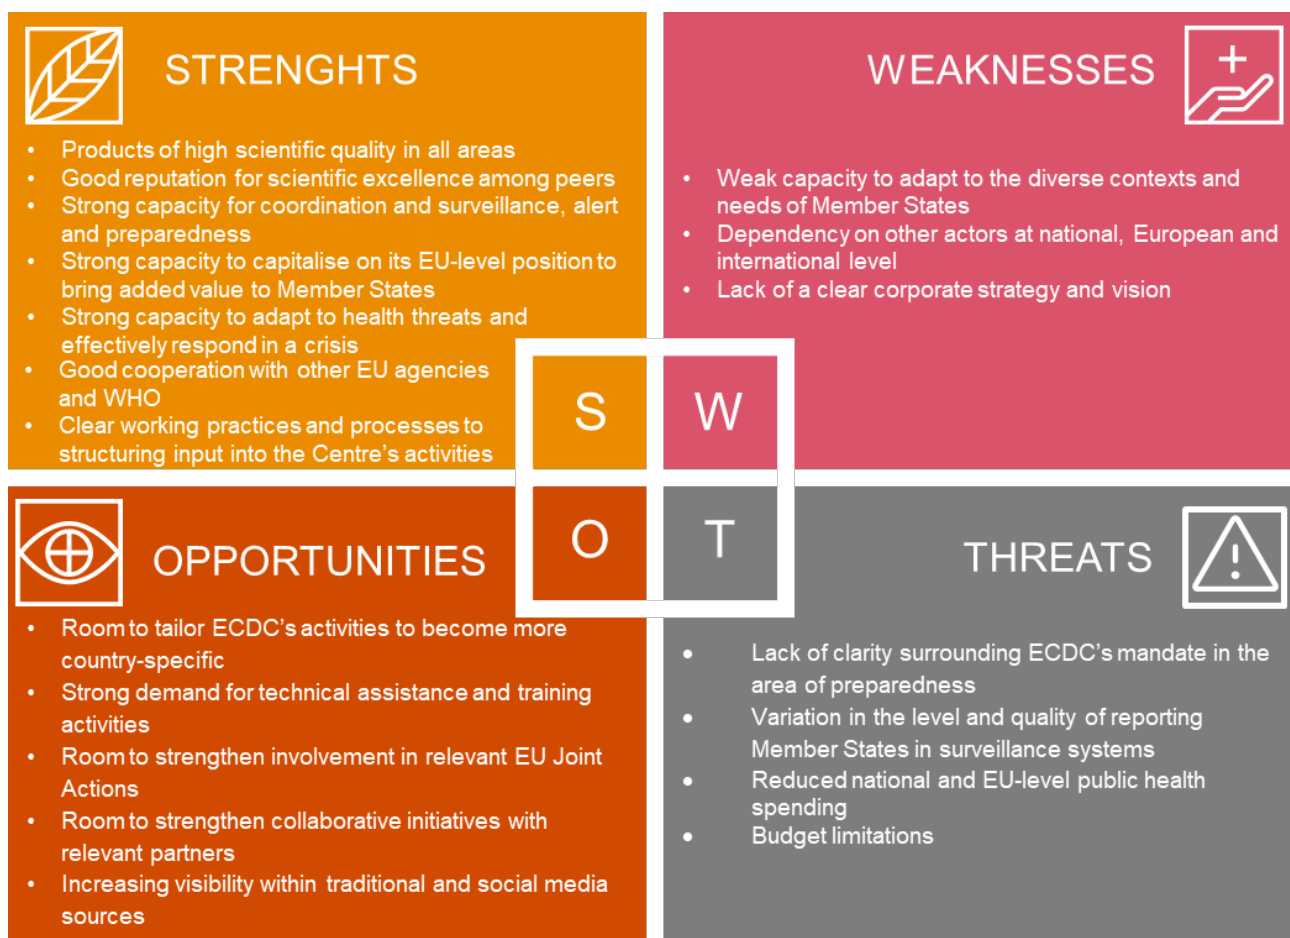 STRENGHTS
• Products of high scientific quality in all areas
• Good reputation for scientific excellence among peers
• Strong capacity for coordination and surveillance, alert
and preparedness
• Strong capacity to capitalise on its EU-level position to
bring added value to Member States
• Strong capacity to adapt to health threats and
effectively respond in a crisis
• Good cooperation with other EU agencies
and WHO
• Clear working practices and processes to
structuring input into the Centre's activities
WEAKNESSES
• Weak capacity to adapt to the diverse contexts and
needs of Member States
• Dependency on other actors at national, European and
international level
• Lack of a clear corporate strategy and vision
S W
O T
OPPORTUNITIES
• Room to tailor ECDC's activities to become more
country-specific
• Strong demand for technical assistance and training
activities
• Room to strengthen involvement in relevant EU Joint
Actions
• Room to strengthen collaborative initiatives with
relevant partners
• Increasing visibility within traditional and social media
sources
THREATS
• Lack of clarity surrounding ECDC's mandate in the
area of preparedness
• Variation in the level and quality of reporting
Member States in surveillance systems
• Reduced national and EU-level public health
spending
• Budget limitations